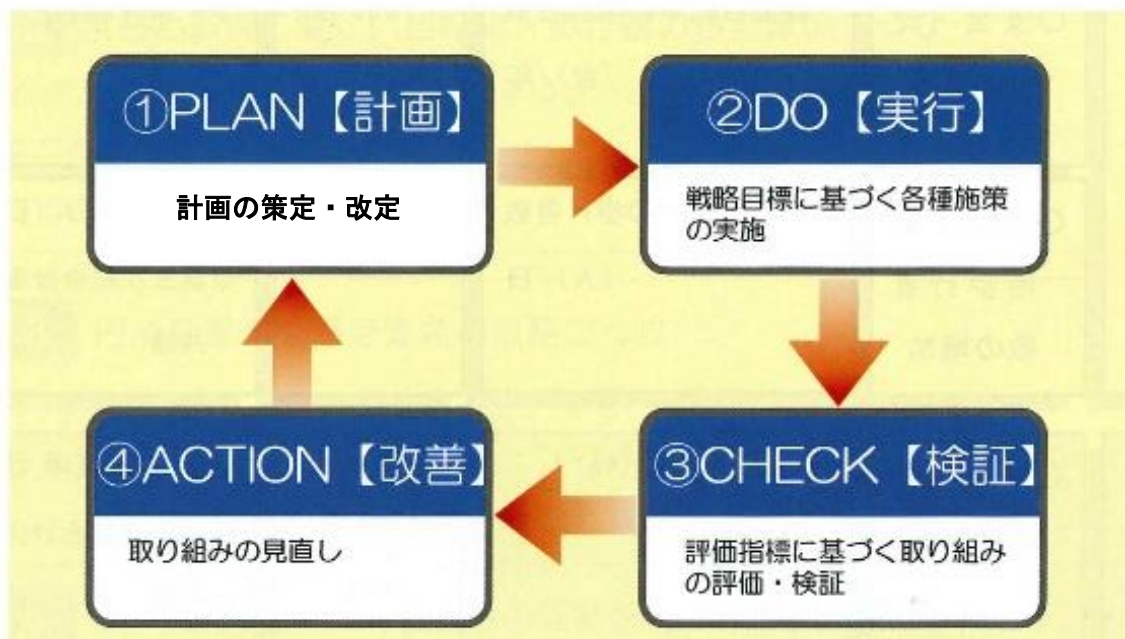 ①PLAN【計画】
計画の策定・改定
②DO【実行】
戦略目標に基づく各種施策
の実施
③CHECK【検証】
評価指標に基づく取り組み
の評価・検証
④ACTION【改善】
取り組みの見直し